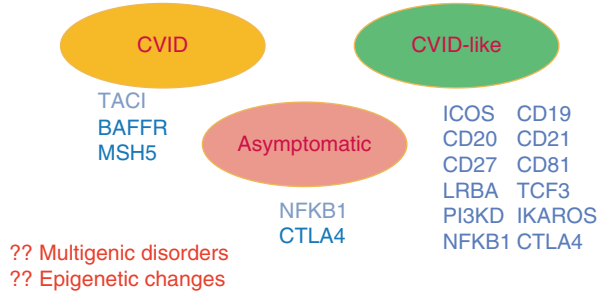 CVID
CVID-like
TACI
BAFFR
MSH5
Asymptomatic
NFKB1
CTLA4
ICOS CD19
CD20 CD21
CD27 CD81
LRBA TCF3
PI3KD IKAROS
NFKB1 CTLA4
?? Multigenic disorders
?? Epigenetic changes